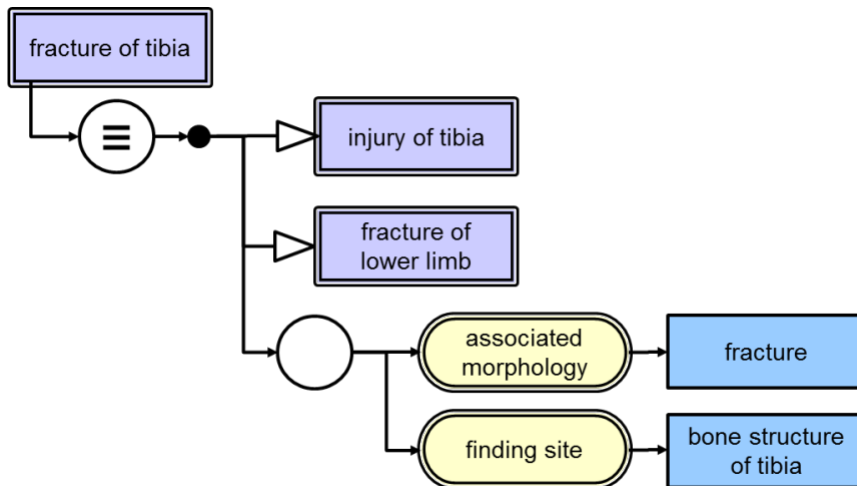 fracture of tibia
injury of tibia
fracture of
lower limb
associated
morphology
fracture
finding site
bone structure
of tibia